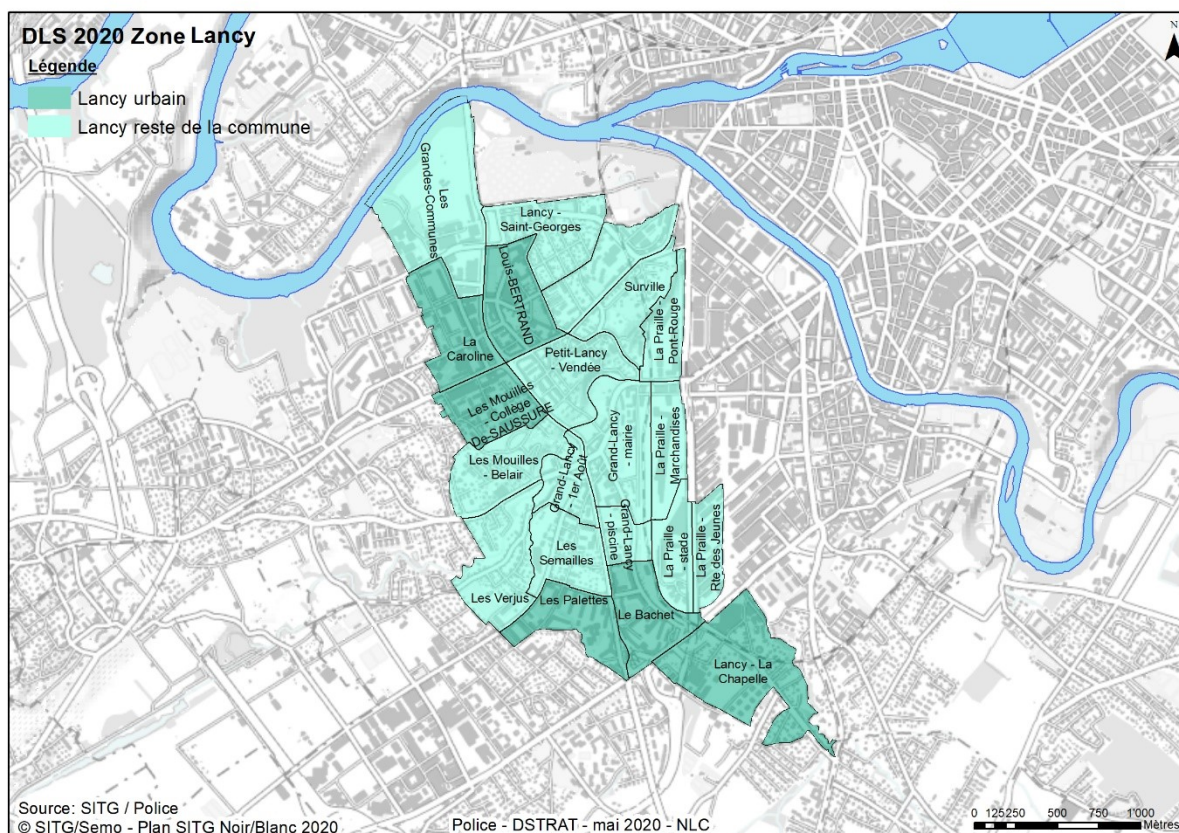 DLS 2020 Zone Lancy
Légende
Lancy urbain
Lancy reste de la commune
N
Les
Grandes-Communes
Lancy -
Saint-Georges
Louis-BERTRAND
Surville
La Praille -
Pont-Rouge
La
Caroline
Petit-Lancy
- Vendée
Les Mouilles
- Collège
De-SAUSSURE
Grand-Lancy
- mairie
La Praille -
Marchandises
Les Mouilles
- Belair
Grand-Lancy
- 1er Août
Grand-Lancy
- piscine
La Praille
- stade
La Praille -
Rte des Jeunes
Les
Semailles
Les Verjus
Les Palettes
Le Bachet
Lancy - La
Chapelle
Source: SITG / Police
© SITG/Semo - Plan SITG Noir/Blanc 2020
Police - DSTRAT - mai 2020 - NLC
0 125250 500 750 1'000
Mètres